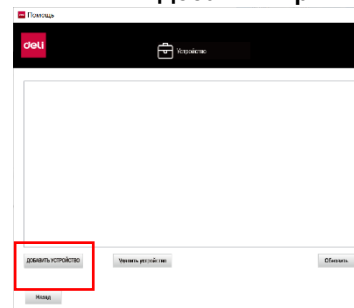 Помощь
deli
Устройство
ДОБАВИТЬ УСТРОЙСТВО
Удалить устройство
Обновить
Назад